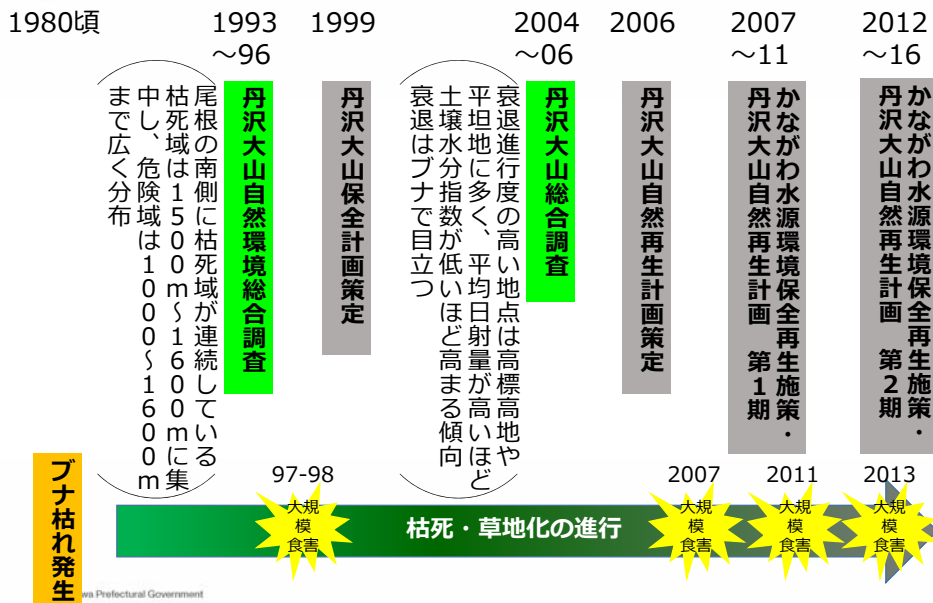 1980頃
1993
～96
1999
2004
～06
2006
2007
～11
2012
～16
尾根の南側に枯死域が連続している
枯死域は1500m～1600mに集
中し、危険域は1000～1600m
まで広く分布
丹沢大山自然環境総合調査
丹沢大山保全計画策定
衰退進行度の高い地点は高標高地や
平坦地に多く、平均日射量が高いほど
土壌水分指数が低いほど高まる傾向
衰退はブナで目立つ
丹沢大山総合調査
丹沢大山自然再生計画策定
かながわ水源環境保全再生施策・
丹沢大山自然再生計画　第1期
かながわ水源環境保全再生施策・
丹沢大山自然再生計画　第2期
ブナ枯れ発生
97-98
大規
模
食害
枯死・草地化の進行
2007
大規
模
食害
2011
大規
模
食害
2013
大規
模
食害
wa Prefectural Government